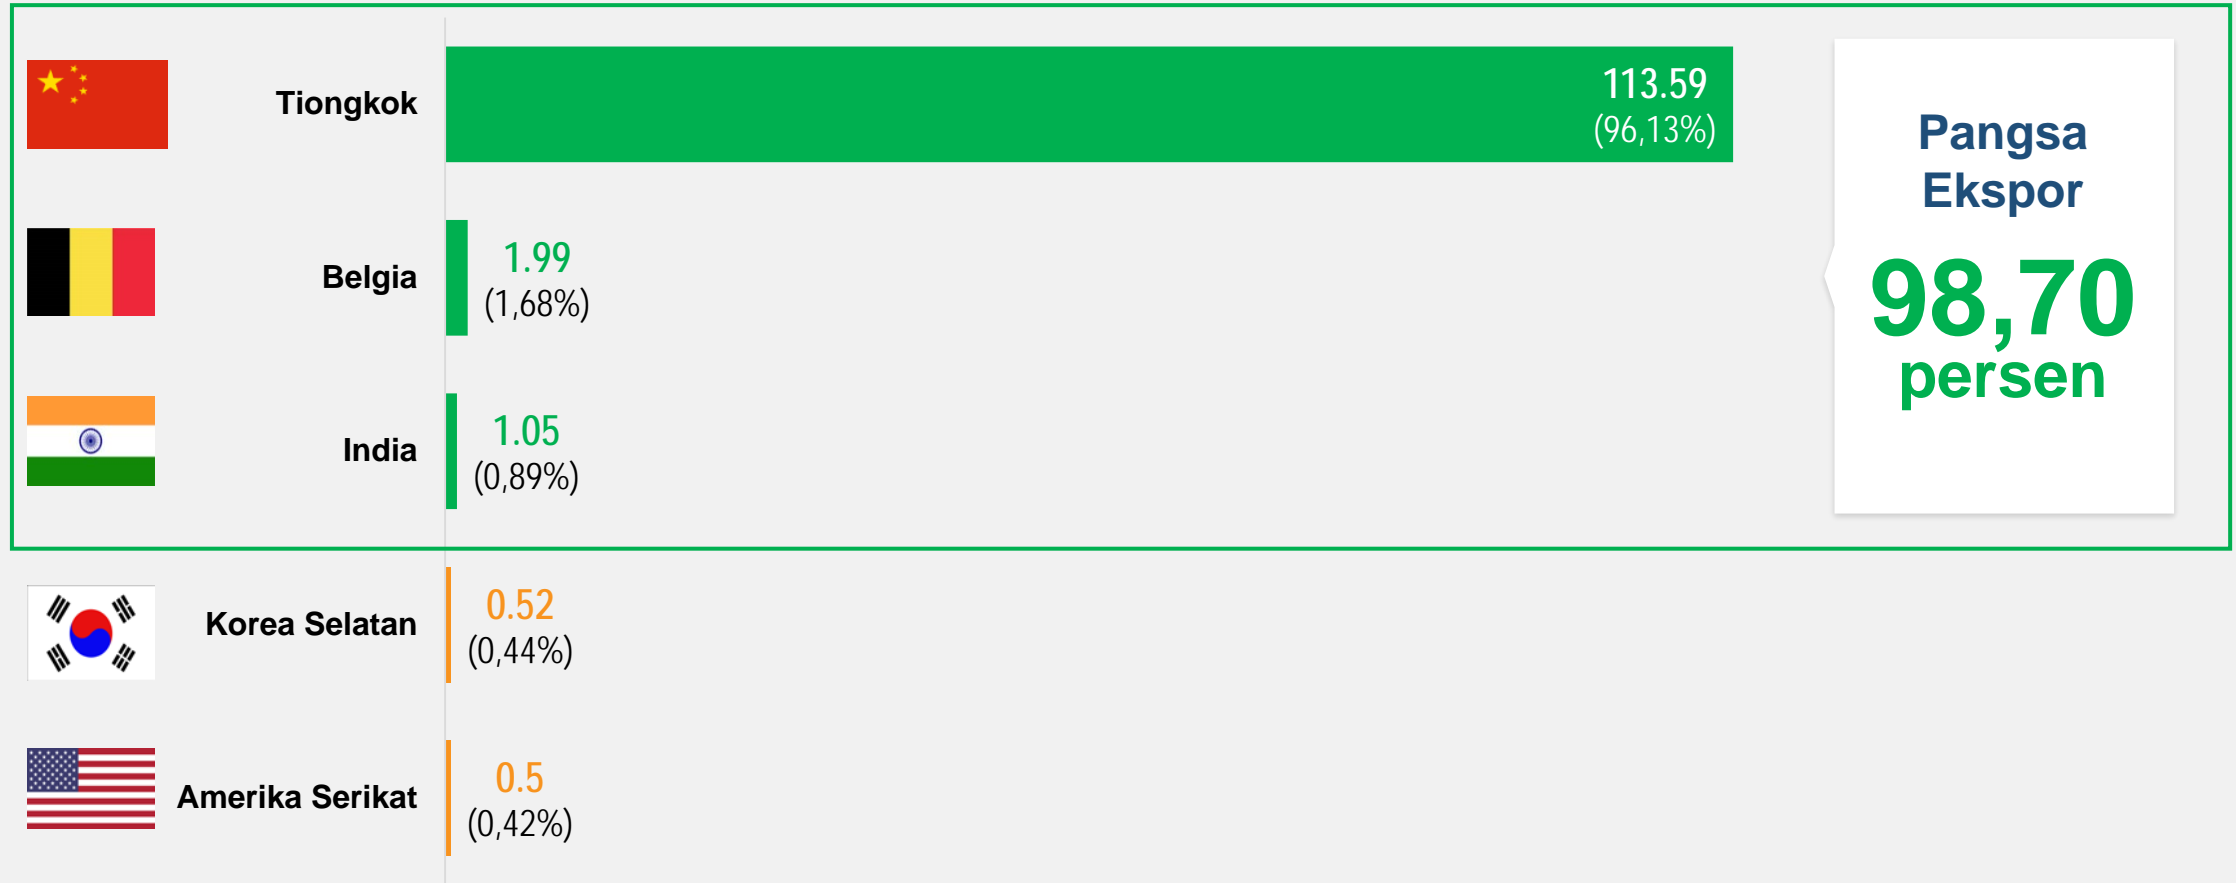 Tiongkok
113.59
(96,13%)
Belgia
1.99
(1,68%)
India
1.05
(0,89%)
Korea Selatan
0.52
(0,44%)
Amerika Serikat
0.5
(0,42%)
Pangsa
Ekspor
98,70
persen